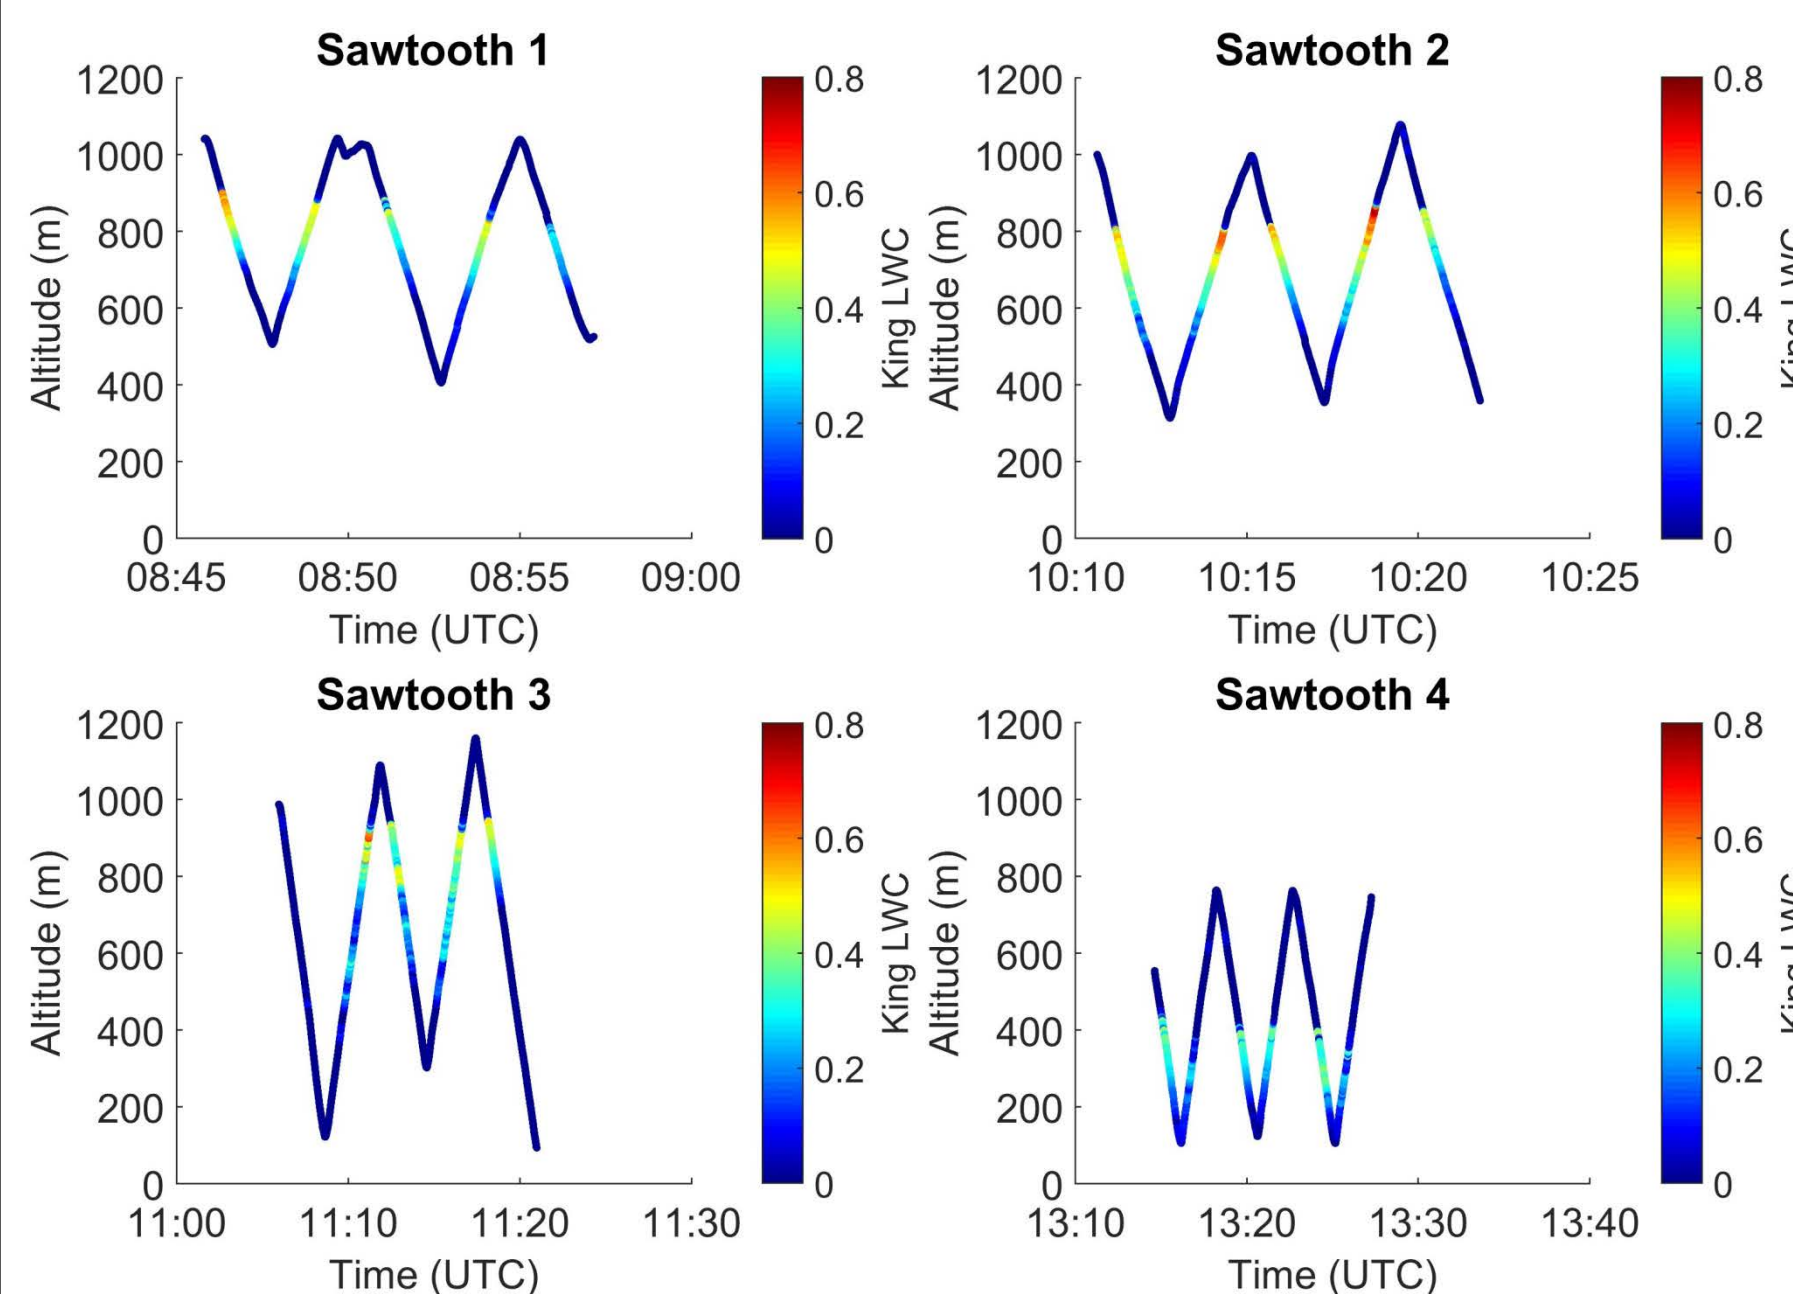 Sawtooth 1
1200
1000
800
600
400
200
0
Altitude (m)
08:45 08:50 08:55 09:00
Time (UTC)
0.8
0.6
0.4
0.2
0
King LWC
Sawtooth 2
1200
1000
800
600
400
200
0
Altitude (m)
10:10 10:15 10:20 10:25
Time (UTC)
0.8
0.6
0.4
0.2
0
King LWC
Sawtooth 3
1200
1000
800
600
400
200
0
Altitude (m)
11:00 11:10 11:20 11:30
Time (UTC)
0.8
0.6
0.4
0.2
0
King LWC
Sawtooth 4
1200
1000
800
600
400
200
0
Altitude (m)
13:10 13:20 13:30 13:40
Time (UTC)
0.8
0.6
0.4
0.2
0
King LWC